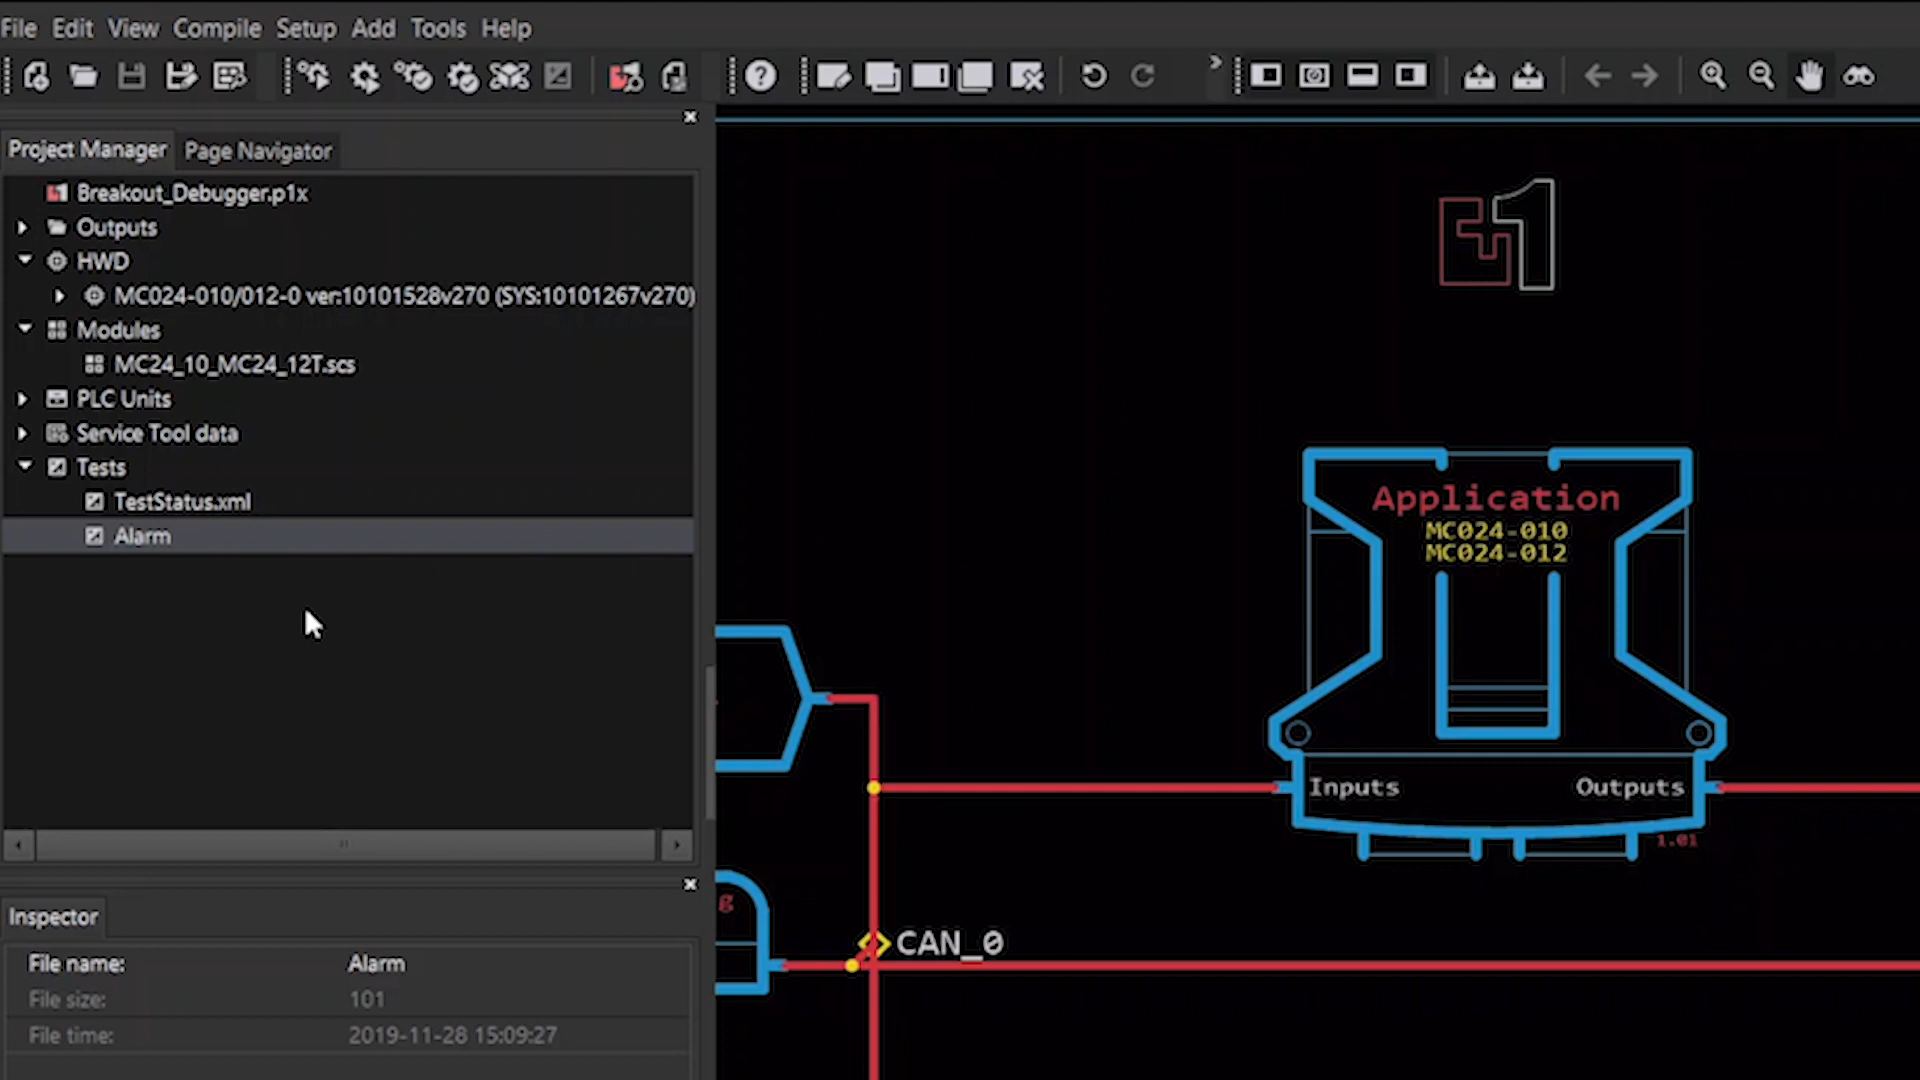 File Edit View Compile Setup Add Tools Help
Project Manager Page Navigator
Breakout_Debugger.p1x
Outputs
HWD
MC024-010/012-0 ver:10101528v270 (SYS:10101267v270)
Modules
MC24_10_MC24_12T.scs
PLC Units
Service Tool data
Tests
TestStatus.xml
Alarm
Inspector
File name: Alarm
File size: 101
File time: 2019-11-28 15:09:27
1
Application
MC024-010
MC024-012
Inputs Outputs
1.01
g
CAN_0